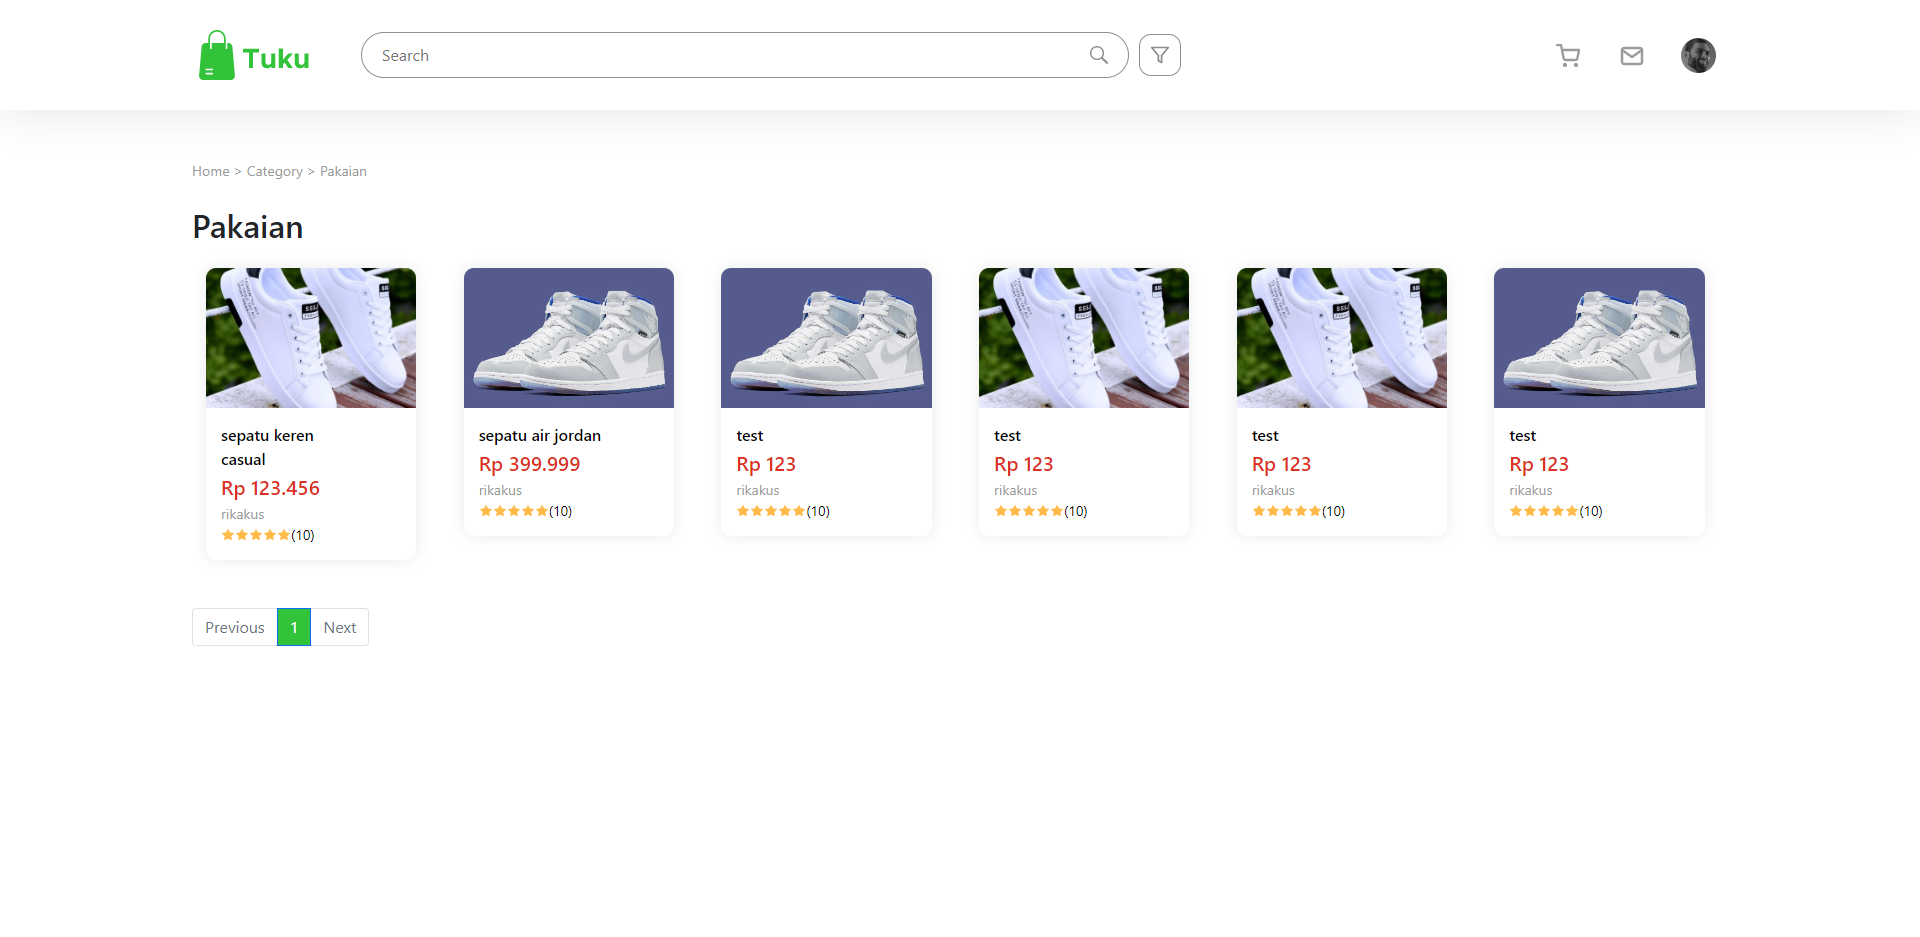 Tuku
Search
Home > Category > Pakaian
Pakaian
sepatu keren
casual
Rp 123.456
rikakus
(10)
sepatu air jordan
Rp 399.999
rikakus
(10)
test
Rp 123
rikakus
(10)
test
Rp 123
rikakus
(10)
test
Rp 123
rikakus
(10)
test
Rp 123
rikakus
(10)
Previous 1 Next